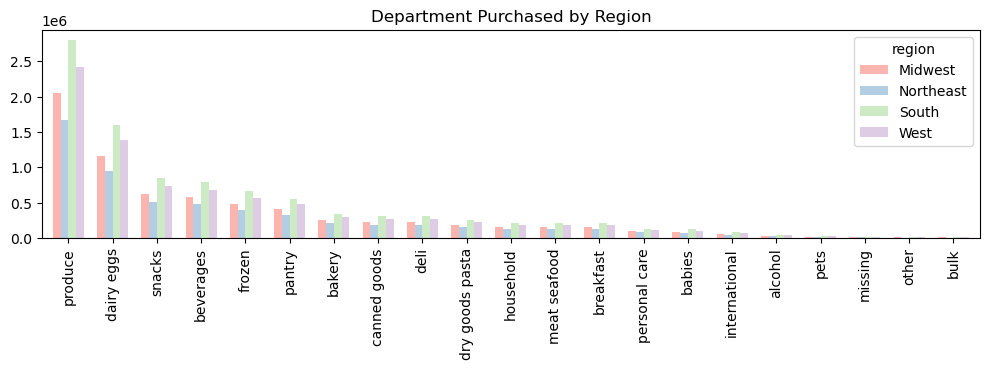 Department Purchased by Region
1e6
2.5
2.0
1.5
1.0
0.5
0.0
region
Midwest
Northeast
South
West
produce
dairy eggs
snacks
beverages
frozen
pantry
bakery
canned goods
deli
dry goods pasta
household
meat seafood
breakfast
personal care
babies
international
alcohol
pets
missing
other
bulk